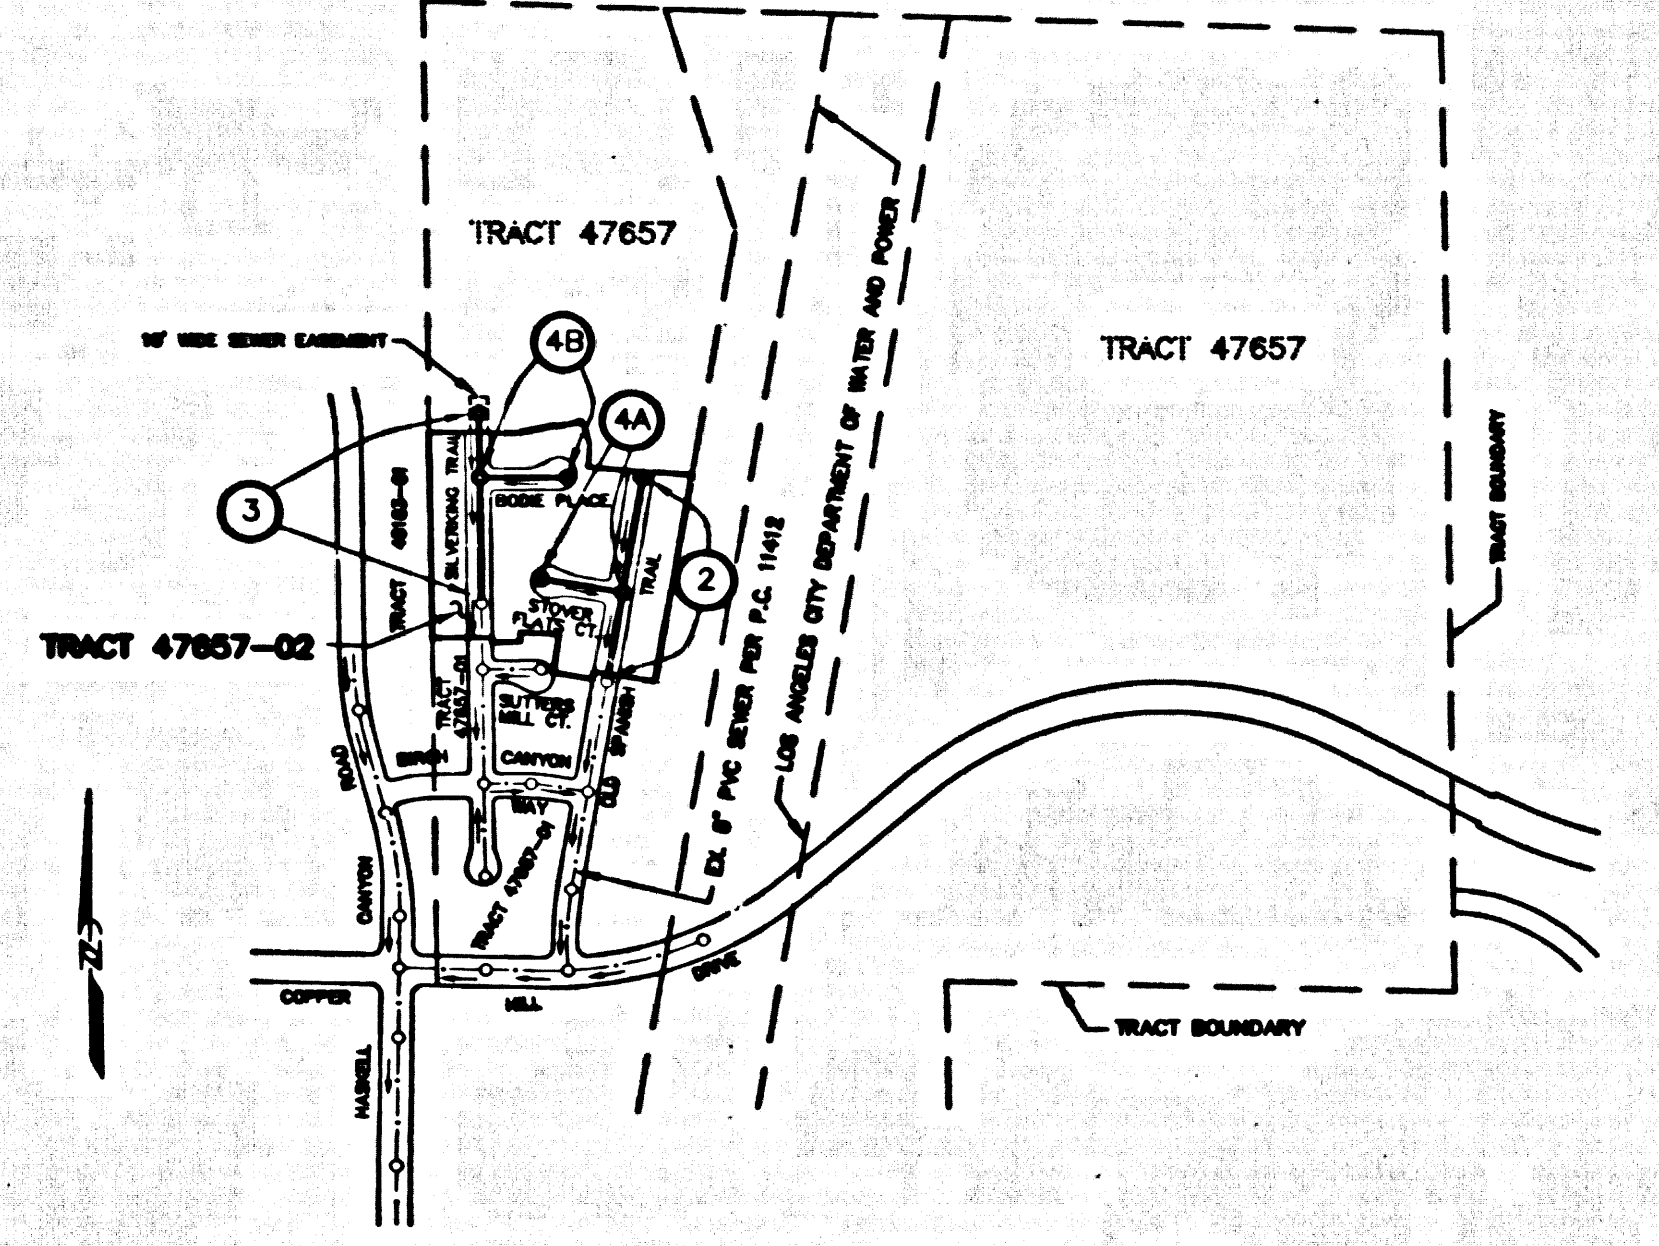 TRACT 47657
10' WIDE SEWER EASEMENT
4B
4A
TRACT 47657
LOS ANGELES CITY DEPARTMENT OF WATER AND POWER
TRACT BOUNDARY
3
SILVERKING TRAIL
BODIE PLACE
TRACT
2
TRAIL
EX. 8" PVC SEWER PER P.C. 11412
STOVER
FLATS CT.
TRACT 47657-02
TRACT
47657-01
SUTTERS
MILL CT.
OLD SPANISH
ROAD
BIRCH
CANYON
WAY
TRACT 47657-01
CANYON
N
COPPER
HILL
DRIVE
TRACT BOUNDARY
HASKELL